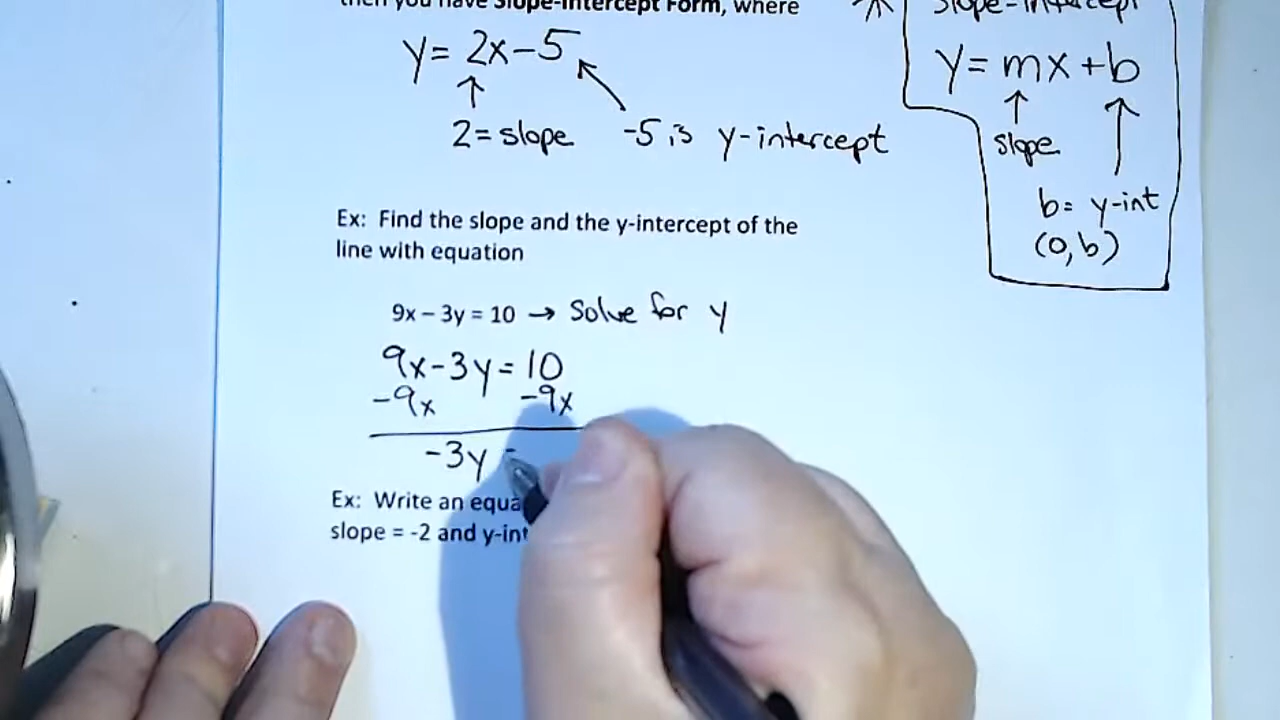 then you have Slope-Intercept Form, where
Slope-intercept
y = 2x - 5
y = mx + b
2 = slope
-5 is y-intercept
slope
b = y-int
(0, b)
Ex: Find the slope and the y-intercept of the
line with equation
9x – 3y = 10 → Solve for y
9x - 3y = 10
-9x -9x
-3y
Ex: Write an
slope = -2 and